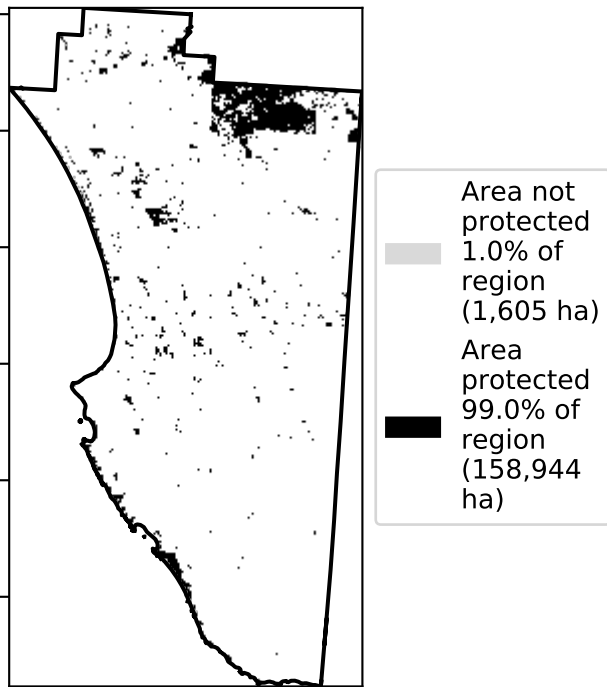 Area not
protected
1.0% of
region
(1,605 ha)
Area
protected
99.0% of
region
(158,944
ha)